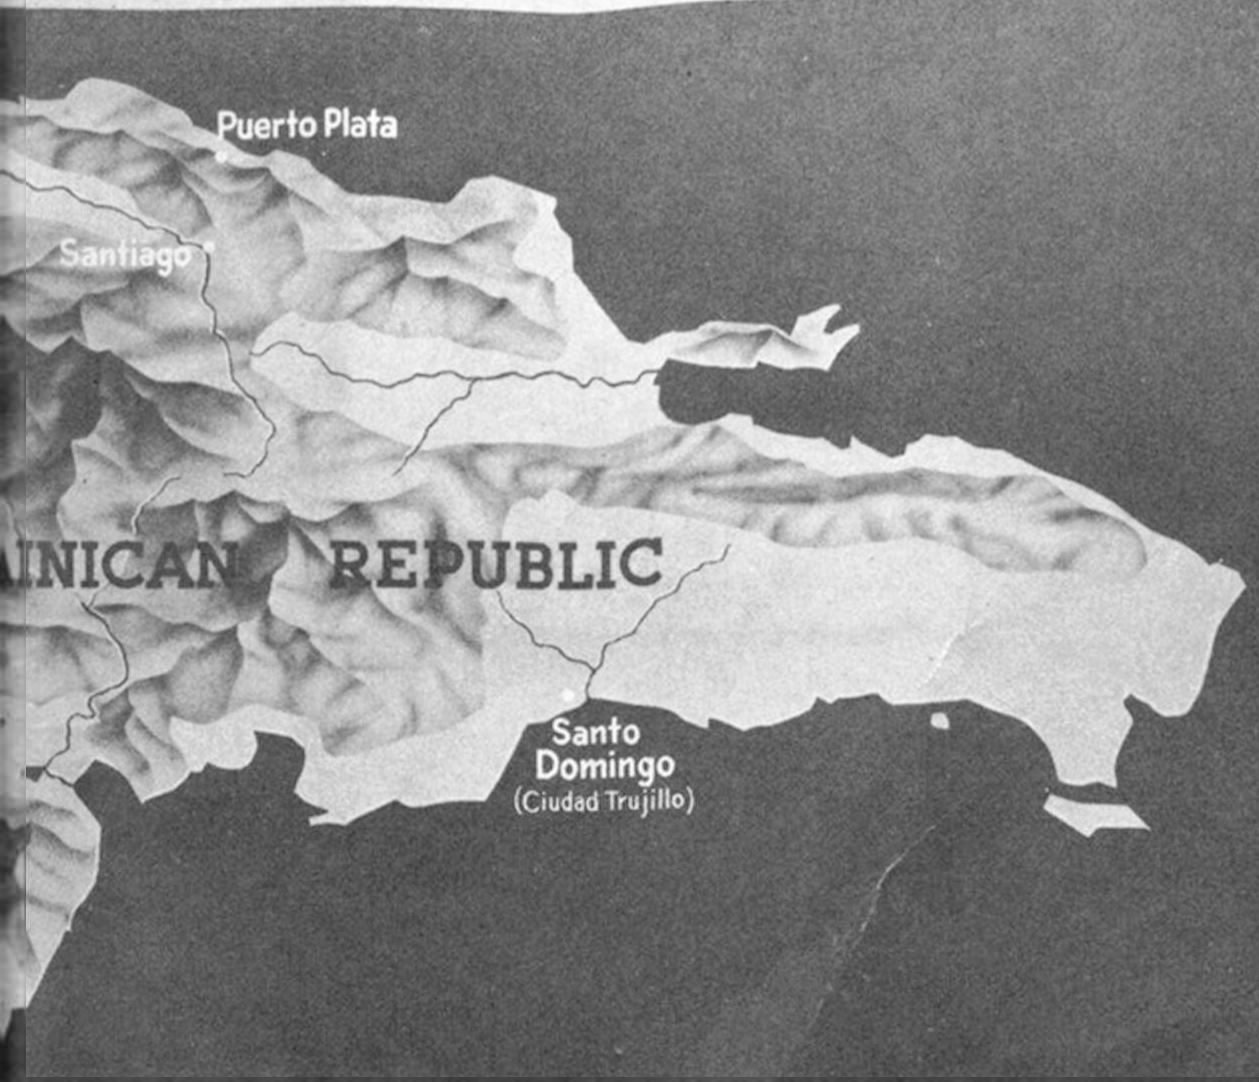 Puerto Plata
Santiago
INICAN REPUBLIC
Santo
Domingo
(Ciudad Trujillo)